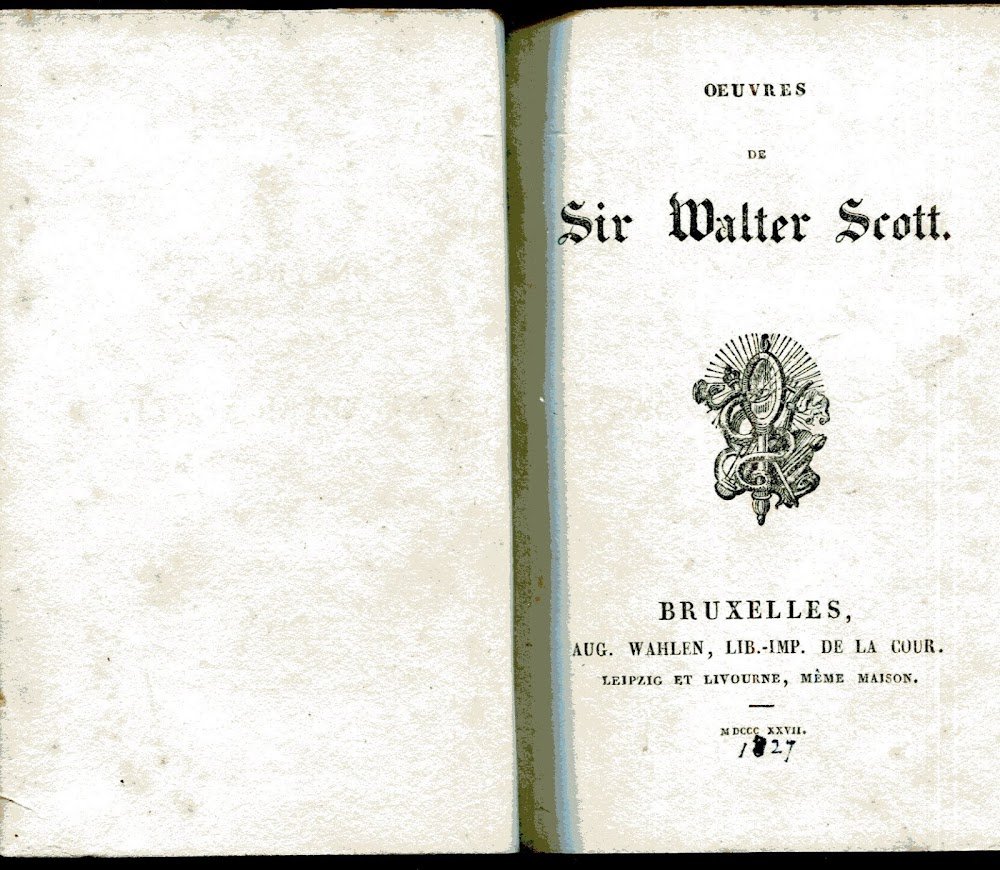 OEUVRES
DE
Sir Walter Scott.
BRUXELLES,
AUG. WAHLEN, LIB.-IMP. DE LA COUR.
LEIPZIG ET LIVOURNE, MÊME MAISON.
MDCCC XXVII.
1827